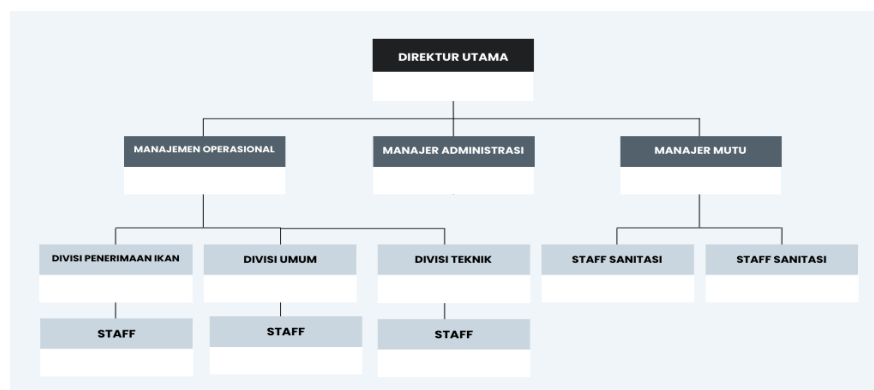 DIREKTUR UTAMA
MANAJEMEN OPERASIONAL
MANAJER ADMINISTRASI
MANAJER MUTU
DIVISI PENERIMAAN IKAN
DIVISI UMUM
DIVISI TEKNIK
STAFF SANITASI
STAFF SANITASI
STAFF
STAFF
STAFF